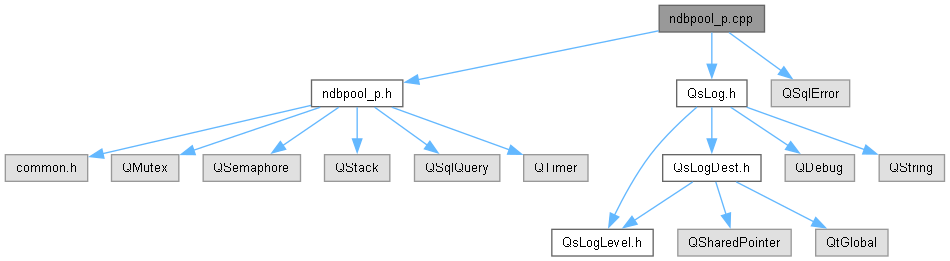 ndbpool_p.cpp
ndbpool_p.h
QsLog.h
QSqlError
common.h
QMutex
QSemaphore
QStack
QSqlQuery
QTimer
QsLogDest.h
QDebug
QString
QsLogLevel.h
QSharedPointer
QtGlobal